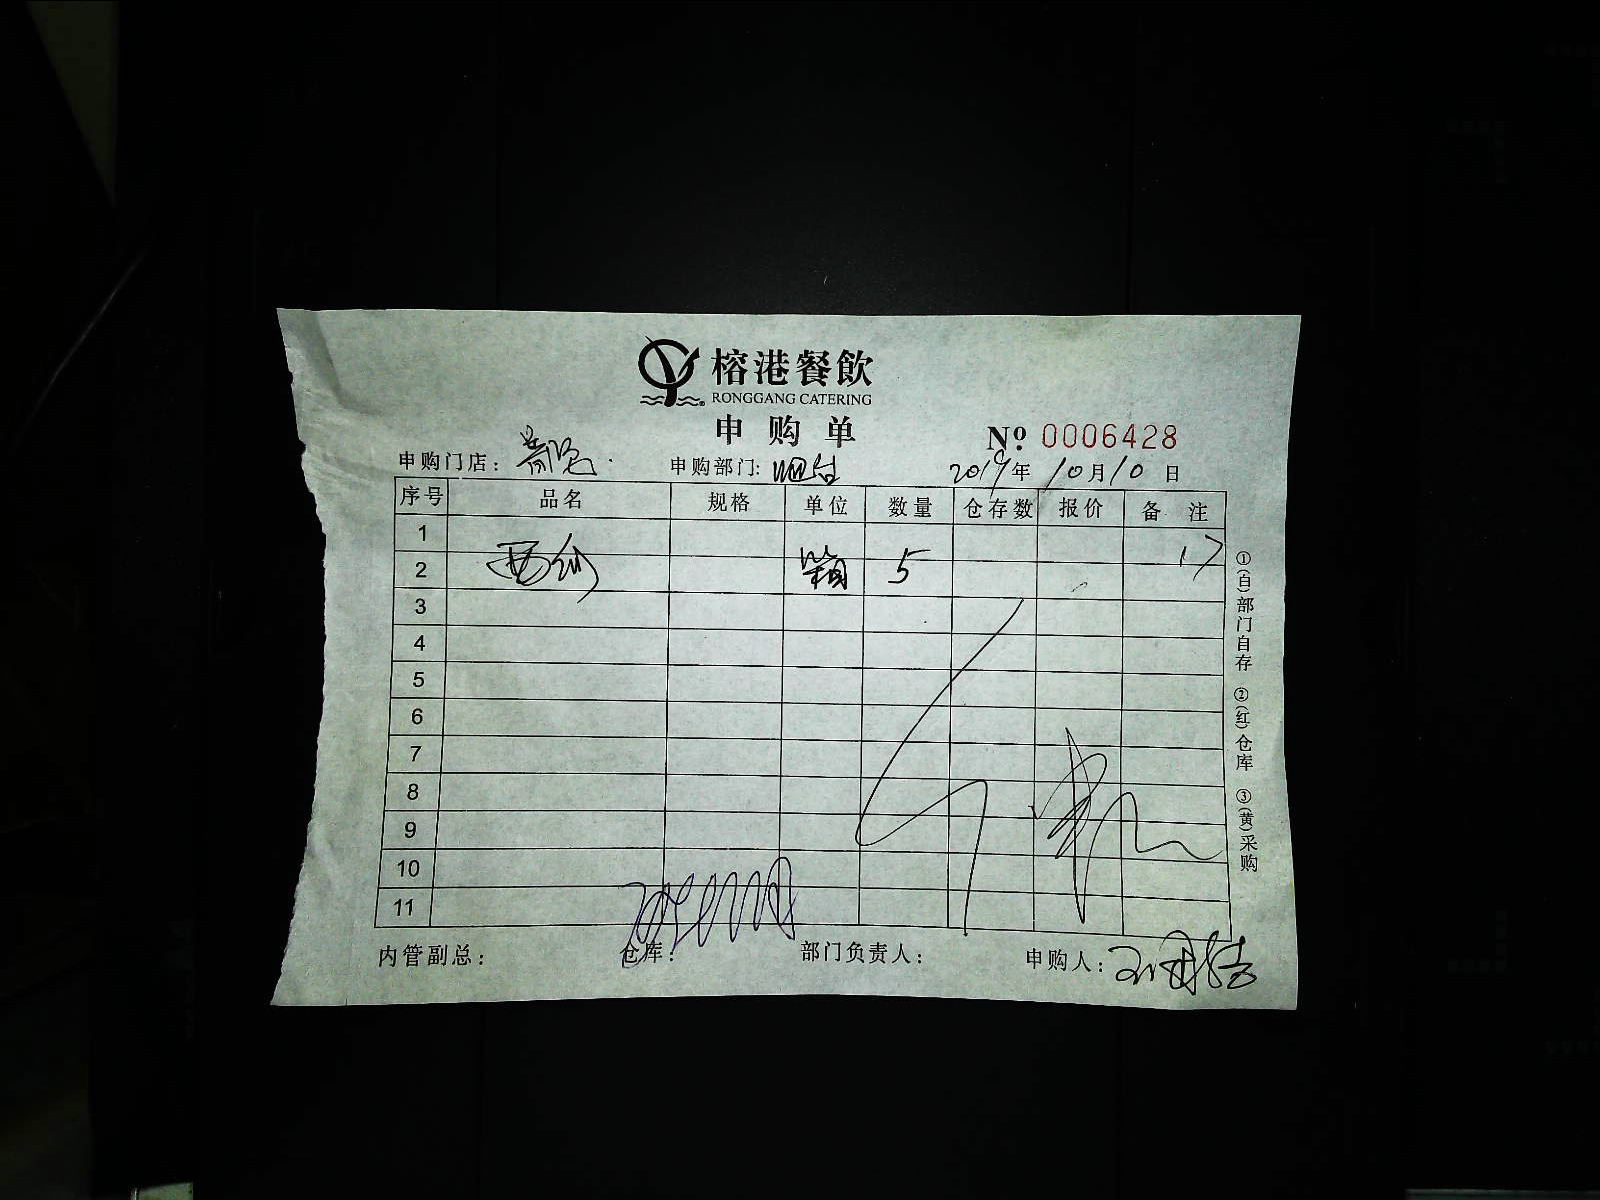 榕港餐飲
RONGGANG CATERING
申购单
№ 0006428
申购门店: 申购部门: 吧台 2019年10月10日
序号 品名 规格 单位 数量 仓存数 报价 备注
1
2 箱 5 17
3
4
5
6
7
8
9
10
11
内管副总: 仓库: 部门负责人: 申购人:
①(白)部门自存 ②(红)仓库 ③(黄)采购